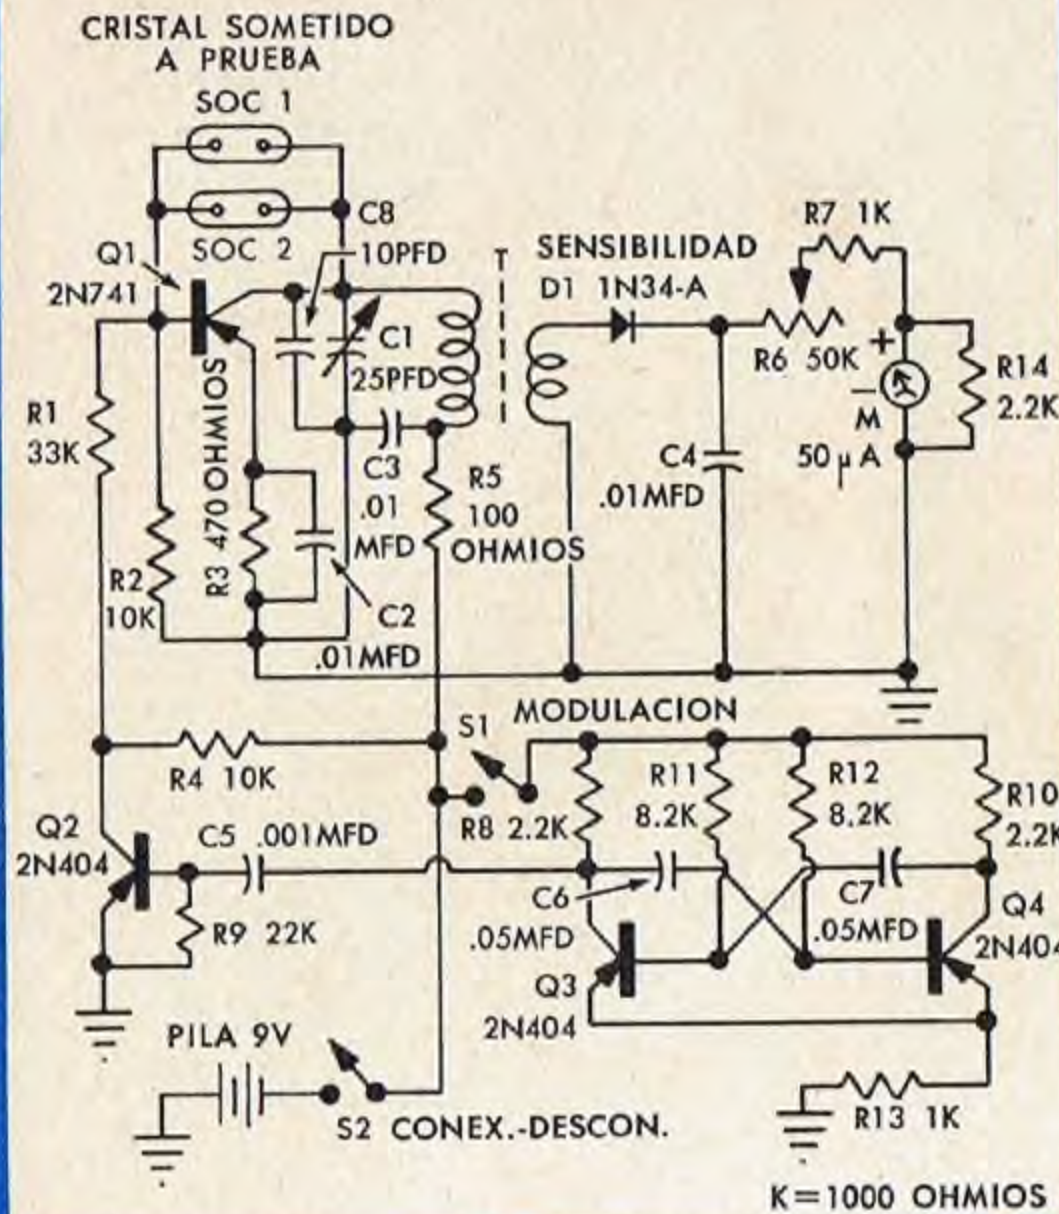 CRISTAL SOMETIDO
A PRUEBA
SOC 1
C8
SOC 2
10PFD
Q1
2N741
R7 1K
SENSIBILIDAD
D1 1N34-A
T
C1
25PFD
R6 50K
+
−
M
50 μ A
R14
2.2K
R1
33K
R3 470 OHMIOS
C3
.01
MFD
R5
100
OHMIOS
C4
.01MFD
R2
10K
C2
.01MFD
S1
MODULACION
R4 10K
R8 2.2K
R11
8.2K
R12
8.2K
R10
2.2K
Q2
2N404
C5 .001MFD
R9 22K
C6
.05MFD
C7
.05MFD
Q4
2N404
Q3
2N404
PILA 9V
S2 CONEX.-DESCON.
R13 1K
K=1000 OHMIOS